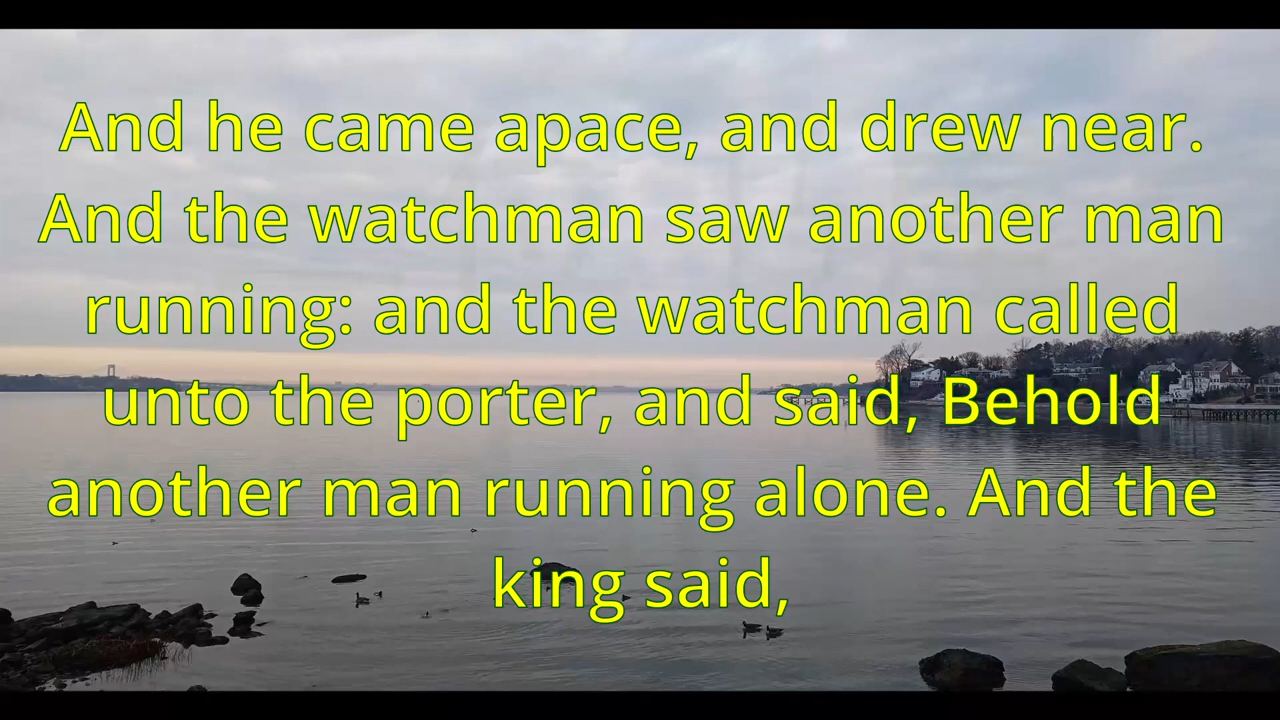 And he came apace, and drew near.
And the watchman saw another man
running: and the watchman called
unto the porter, and said, Behold
another man running alone. And the
king said,